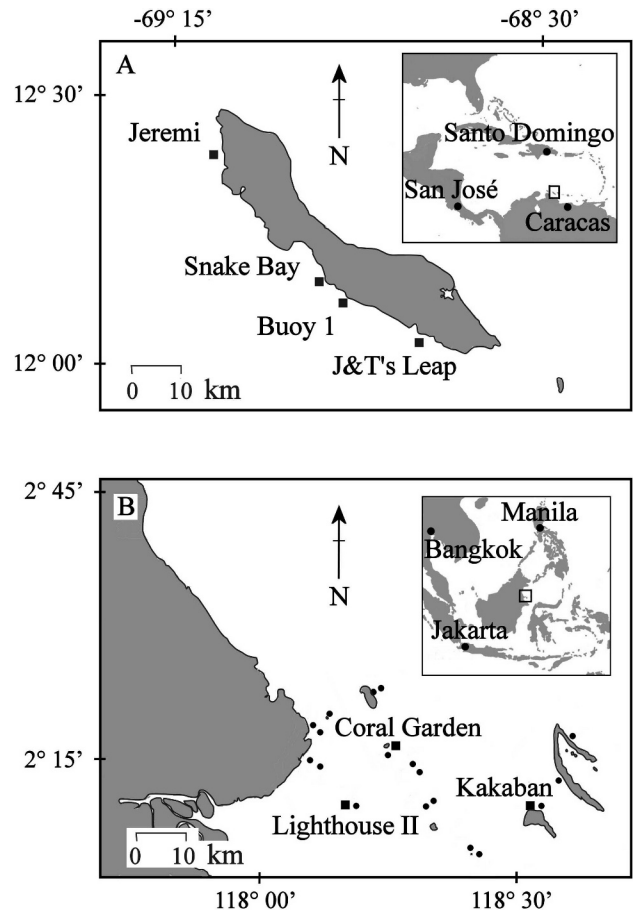 -69° 15′
-68° 30′
A
12° 30′
Jeremi
N
Santo Domingo
San José
Caracas
Snake Bay
Buoy 1
J&T's Leap
12° 00′
0 10 km
2° 45′
B
Manila
Bangkok
N
Jakarta
Coral Garden
2° 15′
Kakaban
Lighthouse II
0 10 km
118° 00′
118° 30′